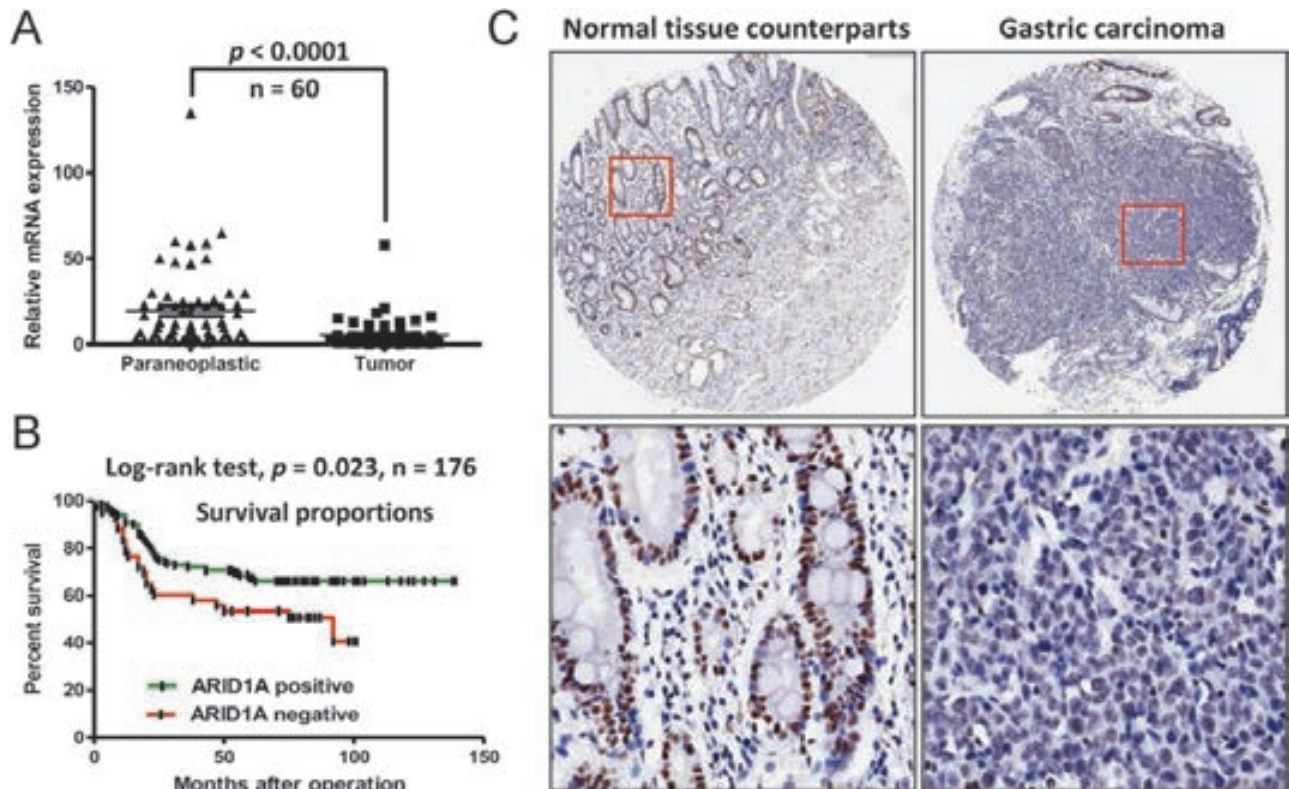 A
p < 0.0001
n = 60
150
100
50
0
Relative mRNA expression
Paraneoplastic
Tumor
B
Log-rank test, p = 0.023, n = 176
Survival proportions
100
80
60
40
20
0
Percent survival
ARID1A positive
ARID1A negative
0
50
100
150
Months after operation
C
Normal tissue counterparts
Gastric carcinoma